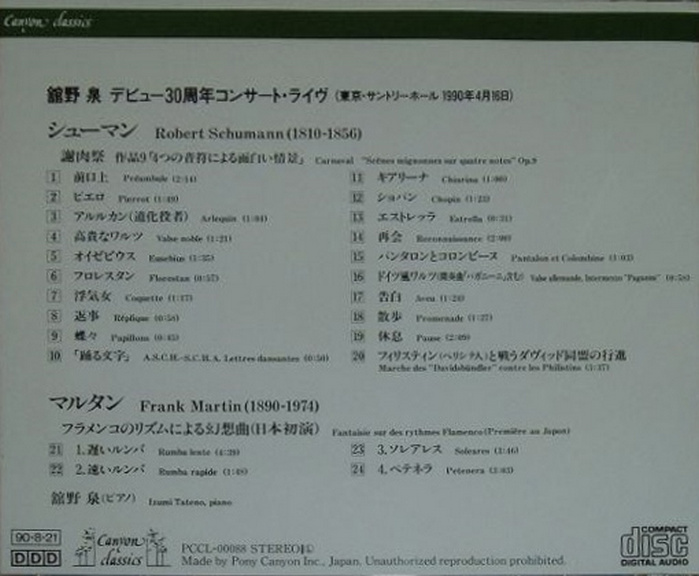 Canyon classics
舘野 泉 デビュー30周年コンサート・ライヴ (東京・サントリーホール 1990年4月16日)
シューマン Robert Schumann (1810-1856)
謝肉祭 作品9「4つの音符による面白い情景」 Carnaval "Scènes mignonnes sur quatre notes" Op.9
1 前口上 Préambule (2:14)
2 ピエロ Pierrot (1:49)
3 アルルカン(道化役者) Arlequin (1:04)
4 高貴なワルツ Valse noble (1:21)
5 オイゼビウス Eusebius (1:35)
6 フロレスタン Florestan (0:57)
7 浮気女 Coquette (1:17)
8 返事 Réplique (0:54)
9 蝶々 Papillons (0:45)
10 「踊る文字」 A.S.C.H.-S.C.H.A. Lettres dansantes (0:50)
11 キアリーナ Chiarina (1:00)
12 ショパン Chopin (1:23)
13 エストレッラ Estrella (0:31)
14 再会 Reconnaissance (2:00)
15 パンタロンとコロンビーヌ Pantalon et Colombine (1:03)
16 ドイツ風ワルツ(間奏曲「パガニーニ」含む) Valse allemande, Intermezzo "Paganini" (0:58)
17 告白 Aveu (1:24)
18 散歩 Promenade (1:27)
19 休息 Pause (2:09)
20 フィリスティン(ペリシテ人)と戦うダヴィッド同盟の行進
Marche des "Davidsbündler" contre les Philistins (3:37)
マルタン Frank Martin (1890-1974)
フラメンコのリズムによる幻想曲(日本初演) Fantaisie sur des rythmes Flamenco (Première au Japon)
21 1.遅いルンバ Rumba lente (4:39)
22 2.速いルンバ Rumba rapide (1:48)
23 3.ソレアレス Soleares (3:46)
24 4.ペテネラ Petenera (5:03)
舘野 泉(ピアノ) Izumi Tateno, piano
90-8-21
DDD
Canyon classics
PCCL-00088 STEREO Ⓟ
Made by Pony Canyon Inc., Japan. Unauthorized reproduction prohibited.
COMPACT
disc
DIGITAL AUDIO